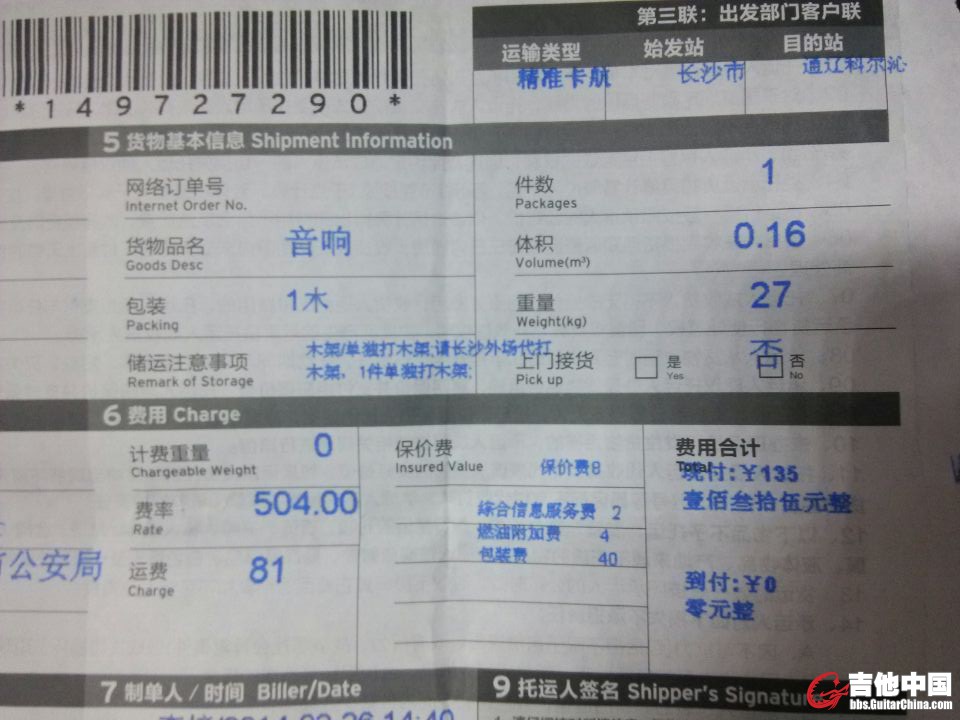 第三联：出发部门客户联
运输类型 始发站 目的站
精准卡航 长沙市 通辽科尔沁
*149727290*
5 货物基本信息 Shipment Information
网络订单号
Internet Order No.
件数 1
Packages
货物品名 音响
Goods Desc
体积 0.16
Volume(m³)
包装 1木
Packing
重量 27
Weight(kg)
储运注意事项 木架/单独打木架;请长沙外场代打
Remark of Storage 木架，1件单独打木架;
上门接货 是 否 否
Pick up Yes No
6 费用 Charge
计费重量 0
Chargeable Weight
保价费 保价费8
Insured Value
费用合计
Total 现付:￥135
壹佰叁拾伍元整
费率 504.00
Rate
综合信息服务费 2
燃油附加费 4
包装费 40
公安局
运费 81
Charge
到付:￥0
零元整
7 制单人 / 时间 Biller/Date
9 托运人签名 Shipper's Signature
吉他中国
bbs.GuitarChina.com